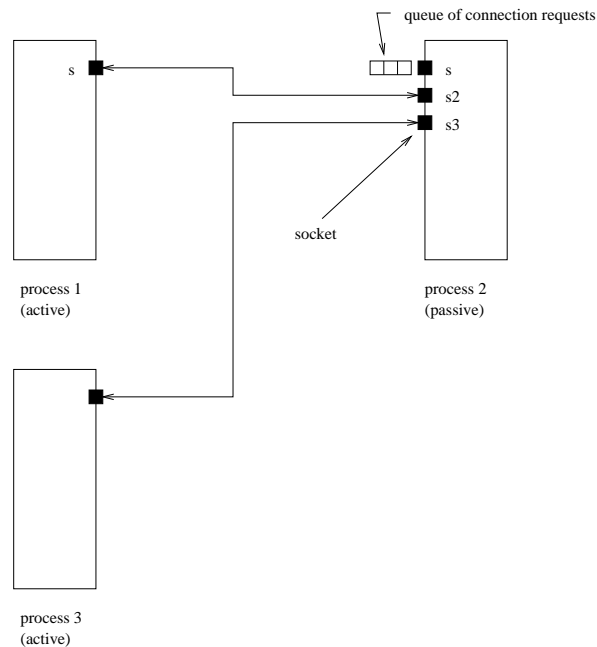 queue of connection requests
s
s
s2
s3
socket
process 1
(active)
process 2
(passive)
process 3
(active)